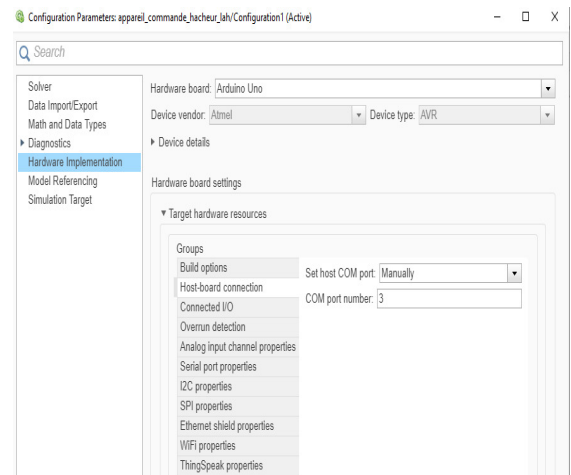 Configuration Parameters: appareil_commande_hacheur_lah/Configuration1 (Active)
Search
Solver
Data Import/Export
Math and Data Types
Diagnostics
Hardware Implementation
Model Referencing
Simulation Target
Hardware board: Arduino Uno
Device vendor: Atmel Device type: AVR
Device details
Hardware board settings
Target hardware resources
Groups
Build options
Host-board connection
Connected I/O
Overrun detection
Analog input channel properties
Serial port properties
I2C properties
SPI properties
Ethernet shield properties
WiFi properties
ThingSpeak properties
Set host COM port: Manually
COM port number: 3